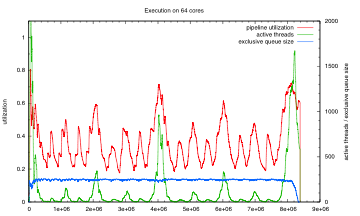 Execution on 64 cores
pipeline utilization
active threads
exclusive queue size
utilization
active threads / exclusive queue size
1
0.8
0.6
0.4
0.2
0
2000
1500
1000
500
0
0 1e+06 2e+06 3e+06 4e+06 5e+06 6e+06 7e+06 8e+06 9e+06